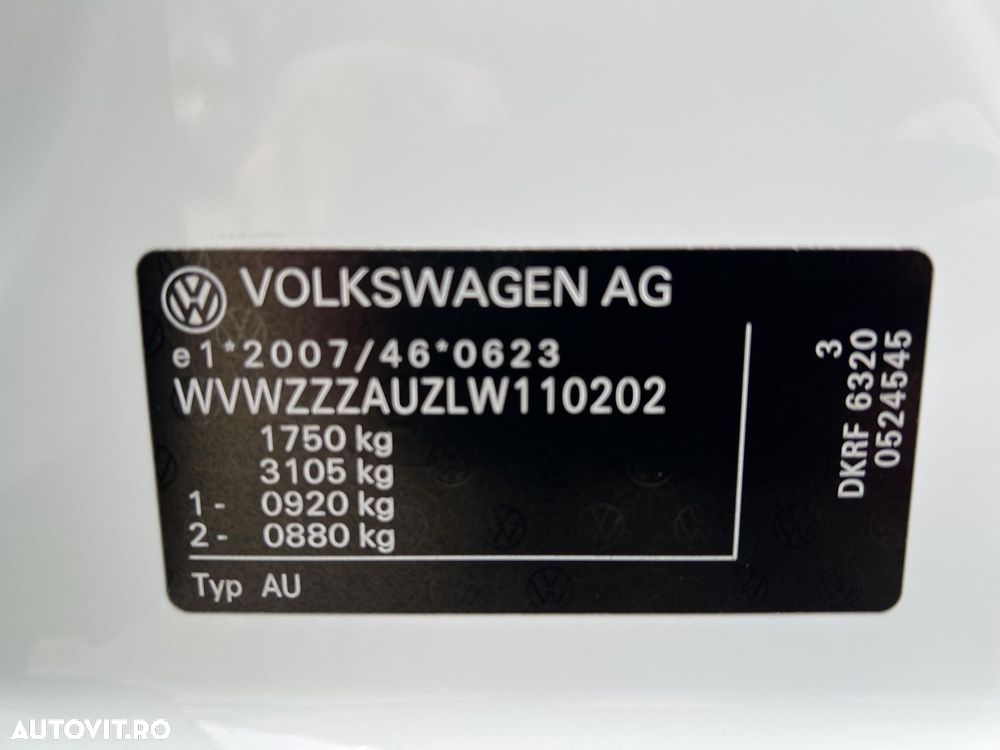 VOLKSWAGEN AG
e1*2007/46*0623
WVWZZZAUZLW110202
1750 kg
3105 kg
1- 0920 kg
2- 0880 kg
Typ AU
3
DKRF 6320
0524545
AUTOVIT.RO